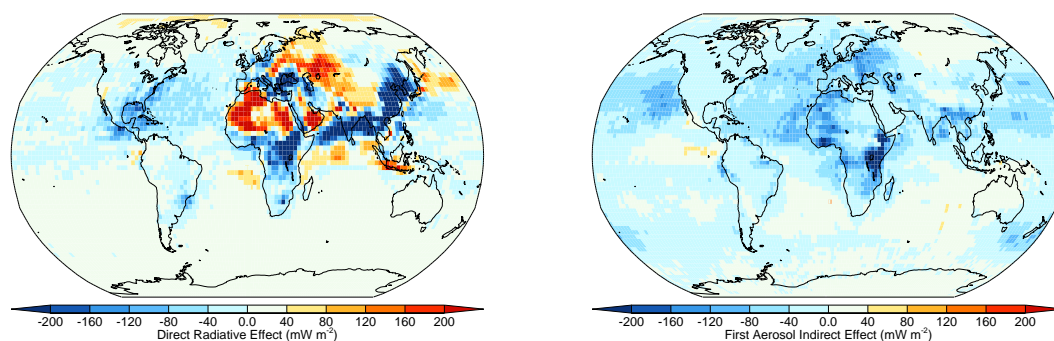 -200 -160 -120 -80 -40 0.0 40 80 120 160 200
Direct Radiative Effect (mW m-2)
-200 -160 -120 -80 -40 0.0 40 80 120 160 200
First Aerosol Indirect Effect (mW m-2)